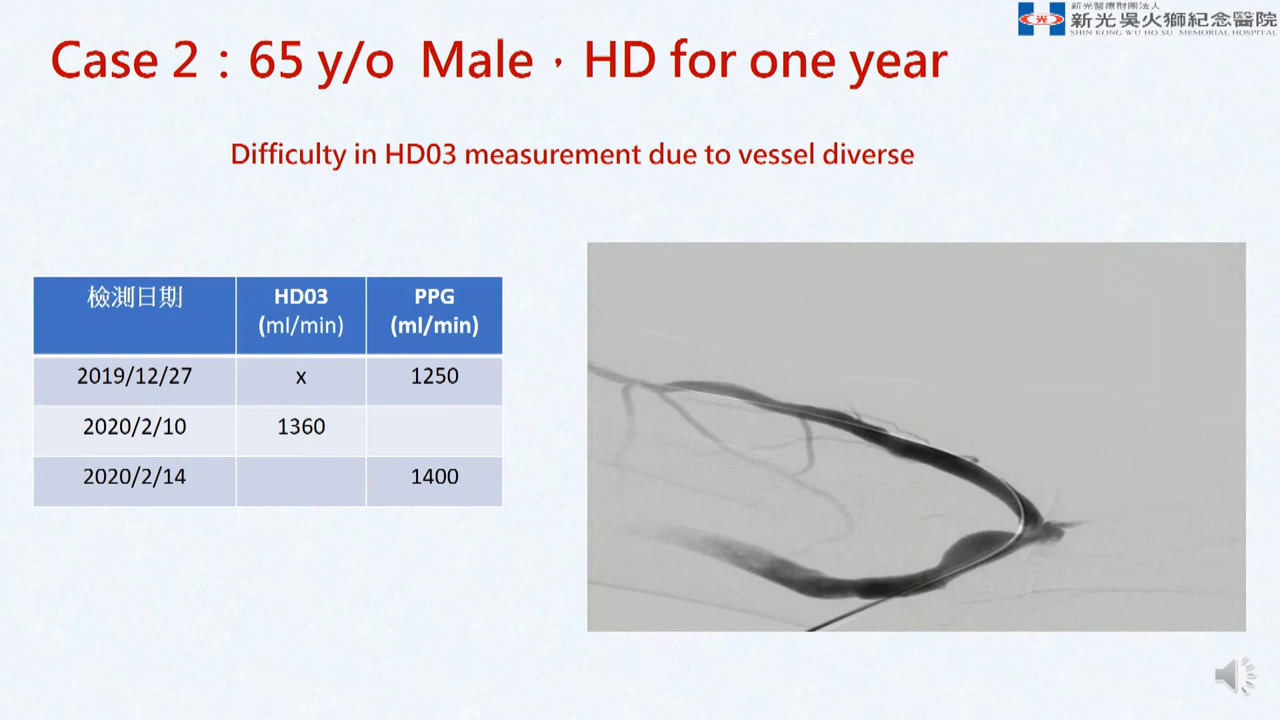 新光醫療財團法人
新光吳火獅紀念醫院
SHIN KONG WU HO SU MEMORIAL HOSPITAL
Case 2：65 y/o Male，HD for one year
Difficulty in HD03 measurement due to vessel diverse
檢測日期 HD03 (ml/min) PPG (ml/min)
2019/12/27 x 1250
2020/2/10 1360
2020/2/14 1400